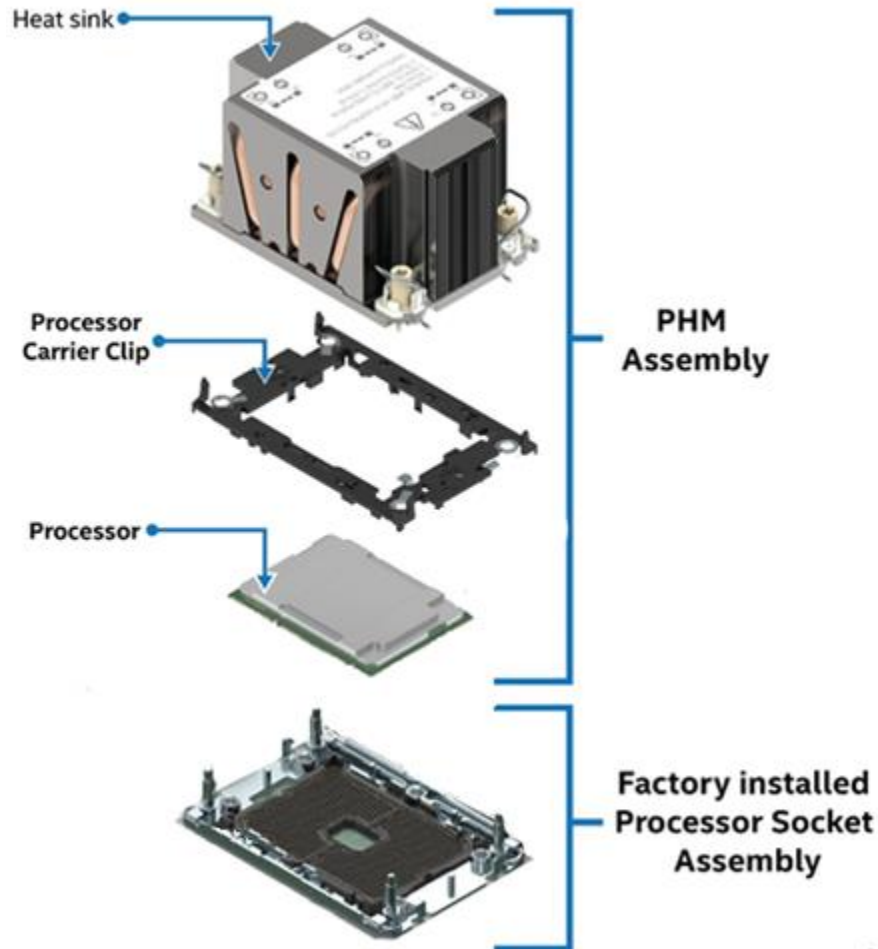 Heat sink
PHM
Assembly
Processor
Carrier Clip
Processor
Factory installed
Processor Socket
Assembly